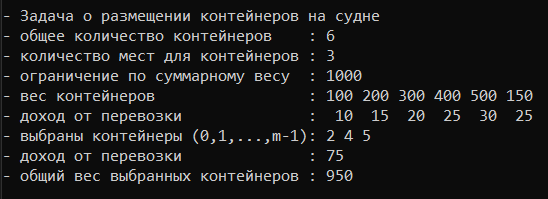 - Задача о размещении контейнеров на судне
- общее количество контейнеров : 6
- количество мест для контейнеров : 3
- ограничение по суммарному весу : 1000
- вес контейнеров : 100 200 300 400 500 150
- доход от перевозки : 10 15 20 25 30 25
- выбраны контейнеры (0,1,...,m-1): 2 4 5
- доход от перевозки : 75
- общий вес выбранных контейнеров : 950